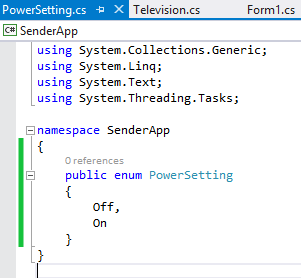 PowerSetting.cs Television.cs Form1.cs
C# SenderApp
using System.Collections.Generic;
using System.Linq;
using System.Text;
using System.Threading.Tasks;
namespace SenderApp
{
0 references
public enum PowerSetting
{
Off,
On
}
}